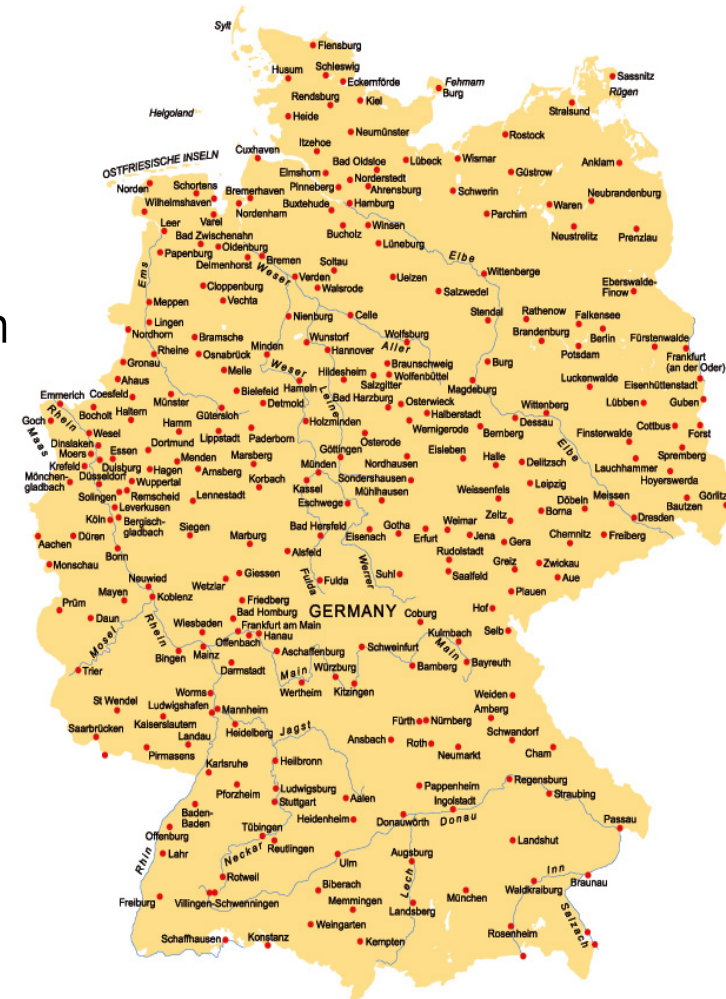 Sylt
Flensburg
Husum
Schleswig
Eckernförde
Fehmarn
Burg
Sassnitz
Rügen
Rendsburg
Kiel
Stralsund
Helgoland
Heide
Neumünster
Rostock
Itzehoe
Cuxhaven
OSTFRIESISCHE INSELN
Bad Oldsloe
Lübeck
Wismar
Güstrow
Anklam
Elmshorn
Norderstedt
Norden
Schortens
Bremerhaven
Pinneberg
Ahrensburg
Schwerin
Neubrandenburg
Wilhelmshaven
Buxtehude
Hamburg
Waren
Nordenham
Parchim
Varel
Leer
Bucholz
Winsen
Neustrelitz
Prenzlau
Bad Zwischenahn
Oldenburg
Lüneburg
Papenburg
Delmenhorst
Bremen
Elbe
Weser
Soltau
Wittenberge
Ems
Verden
Uelzen
Eberswalde-
Finow
Cloppenburg
Walsrode
Salzwedel
Meppen
Vechta
Stendal
Rathenow
Falkensee
Lingen
Nienburg
Celle
Brandenburg
Berlin
n
Nordhorn
Bramsche
Wunstorf
Wolfsburg
Fürstenwalde
Rheine
Osnabrück
Minden
Hannover
Aller
Potsdam
Frankfurt
(an der Oder)
Gronau
Melle
Weser
Hildesheim
Braunschweig
Burg
Wolfenbüttel
Luckenwalde
Eisenhüttenstadt
Ahaus
Hameln
Salzgitter
Magdeburg
Emmerich
Coesfeld
Bielefeld
Leine
Bad Harzburg
Osterwieck
Lübben
Guben
Rhein
Bocholt
Haltern
Münster
Detmold
Halberstadt
Wittenberg
Goch
Gütersloh
Holzminden
Dessau
Maas
Wesel
Hamm
Wernigerode
Bernberg
Cottbus
Forst
Dinslaken
Dortmund
Lippstadt
Paderborn
Osterode
Elbe
Finsterwalde
Moers
Essen
Göttingen
Eisleben
Spremberg
Krefeld
Duisburg
Menden
Marsberg
Nordhausen
Halle
Delitzsch
Lauchhammer
Mönchen-
gladbach
Düsseldorf
Hagen
Arnsberg
Münden
Hoyerswerda
Wuppertal
Korbach
Sondershausen
Leipzig
Solingen
Remscheid
Lennestadt
Kassel
Mühlhausen
Weissenfels
Döbeln
Meissen
Görlitz
Leverkusen
Eschwege
Borna
Bautzen
Köln
Bergisch-
gladbach
Zeitz
Dresden
Aachen
Düren
Siegen
Marburg
Bad Hersfeld
Gotha
Weimar
Jena
Gera
Chemnitz
Freiberg
Eisenach
Erfurt
Bonn
Alsfeld
Rudolstadt
Monschau
Werrer
Greiz
Zwickau
Neuwied
Wetzlar
Giessen
Fulda
Fulda
Suhl
Saalfeld
Aue
Mayen
Koblenz
Friedberg
Plauen
Prüm
Bad Homburg
GERMANY
Hof
Daun
Wiesbaden
Frankfurt am Main
Coburg
Selb
Mosel
Rhein
Offenbach
Hanau
Kulmbach
Main
Bingen
Mainz
Aschaffenburg
Schweinfurt
Trier
Darmstadt
Main
Würzburg
Bamberg
Bayreuth
Wertheim
Kitzingen
Worms
Weiden
St Wendel
Ludwigshafen
Mannheim
Amberg
Kaiserslautern
Fürth
Nürnberg
Saarbrücken
Heidelberg
Jagst
Landau
Ansbach
Roth
Schwandorf
Pirmasens
Neumarkt
Cham
Karlsruhe
Heilbronn
Regensburg
Pforzheim
Ludwigsburg
Pappenheim
Straubing
Stuttgart
Aalen
Ingolstadt
Baden-
Baden
Heidenheim
Donauwörth
Donau
Passau
Offenburg
Tübingen
Lahr
Neckar
Reutlingen
Landshut
Rhin
Ulm
Augsburg
Rotweil
Inn
Braunau
Biberach
Lech
München
Waldkraiburg
Freiburg
Villingen-Schwenningen
Memmingen
Landsberg
Salzach
Weingarten
Rosenheim
Schaffhausen
Konstanz
Kempten